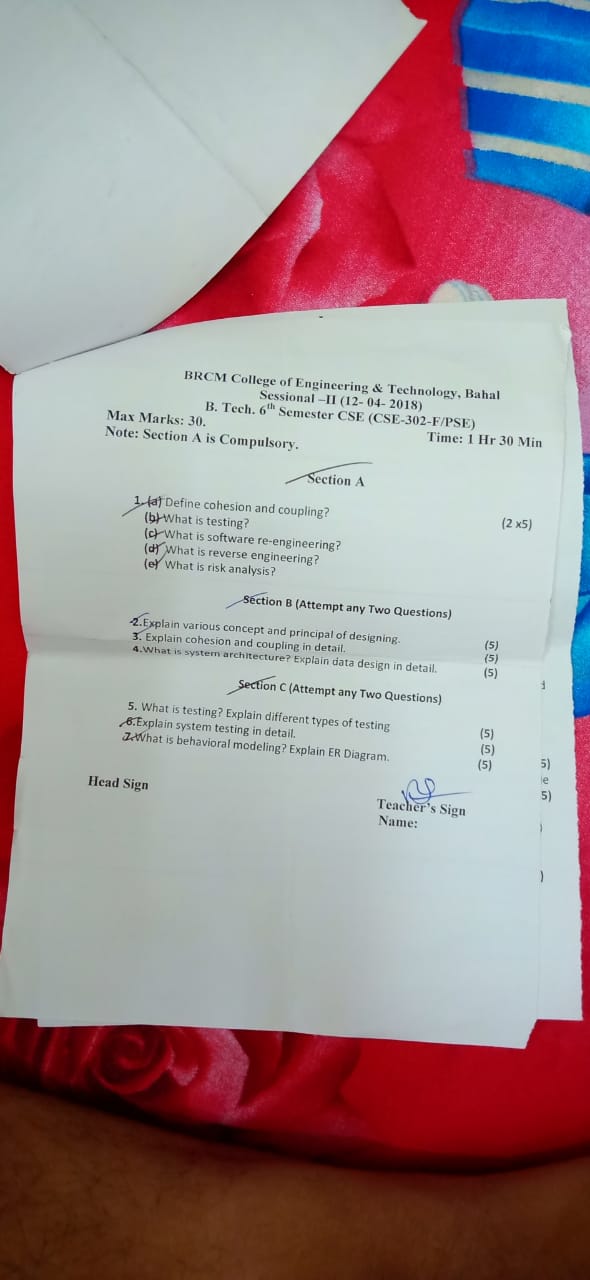 BRCM College of Engineering & Technology, Bahal
Sessional –II (12- 04- 2018)
B. Tech. 6th Semester CSE (CSE-302-F/PSE)
Max Marks: 30. Time: 1 Hr 30 Min
Note: Section A is Compulsory.
Section A
1. (a) Define cohesion and coupling? (2 x5)
(b) What is testing?
(c) What is software re-engineering?
(d) What is reverse engineering?
(e) What is risk analysis?
Section B (Attempt any Two Questions)
2.Explain various concept and principal of designing. (5)
3. Explain cohesion and coupling in detail. (5)
4.What is system architecture? Explain data design in detail. (5)
Section C (Attempt any Two Questions)
5. What is testing? Explain different types of testing (5)
6.Explain system testing in detail. (5)
7.What is behavioral modeling? Explain ER Diagram. (5)
Head Sign
Teacher's Sign
Name:
5)
5)
)
)